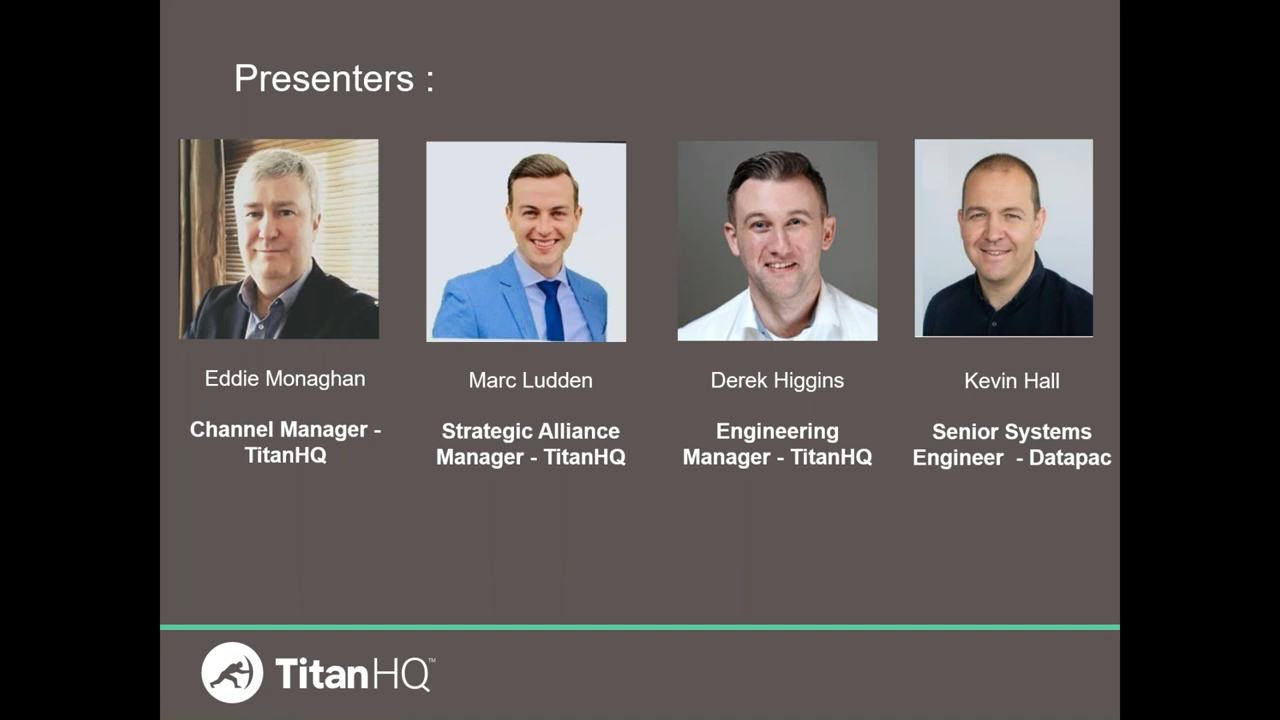 Presenters :
Eddie Monaghan
Marc Ludden
Derek Higgins
Kevin Hall
Channel Manager -
TitanHQ
Strategic Alliance
Manager - TitanHQ
Engineering
Manager - TitanHQ
Senior Systems
Engineer  - Datapac
TitanHQ™